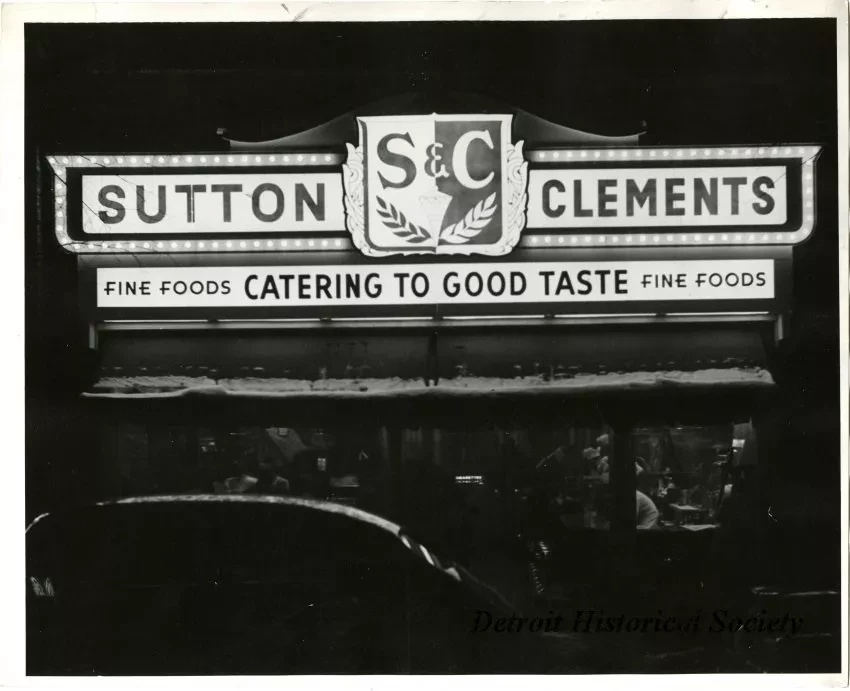 S&C
SUTTON CLEMENTS
FINE FOODS CATERING TO GOOD TASTE FINE FOODS
Detroit Historical Society